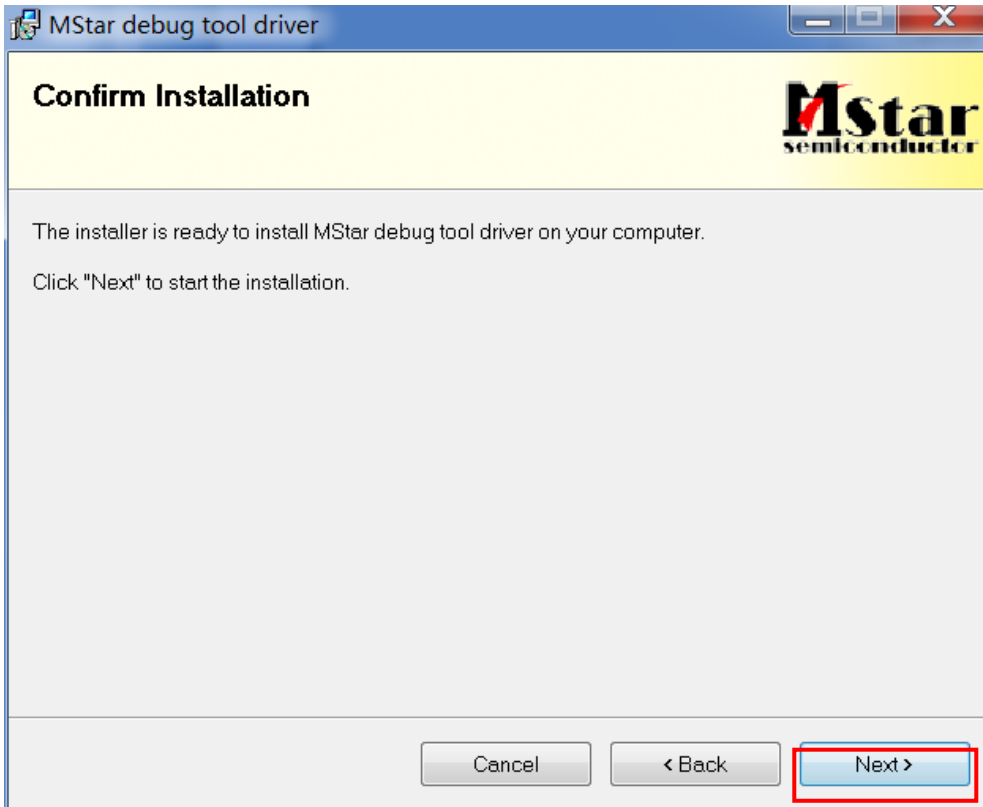 MStar debug tool driver
Confirm Installation
MStar
semiconductor
The installer is ready to install MStar debug tool driver on your computer.
Click "Next" to start the installation.
Cancel
< Back
Next >